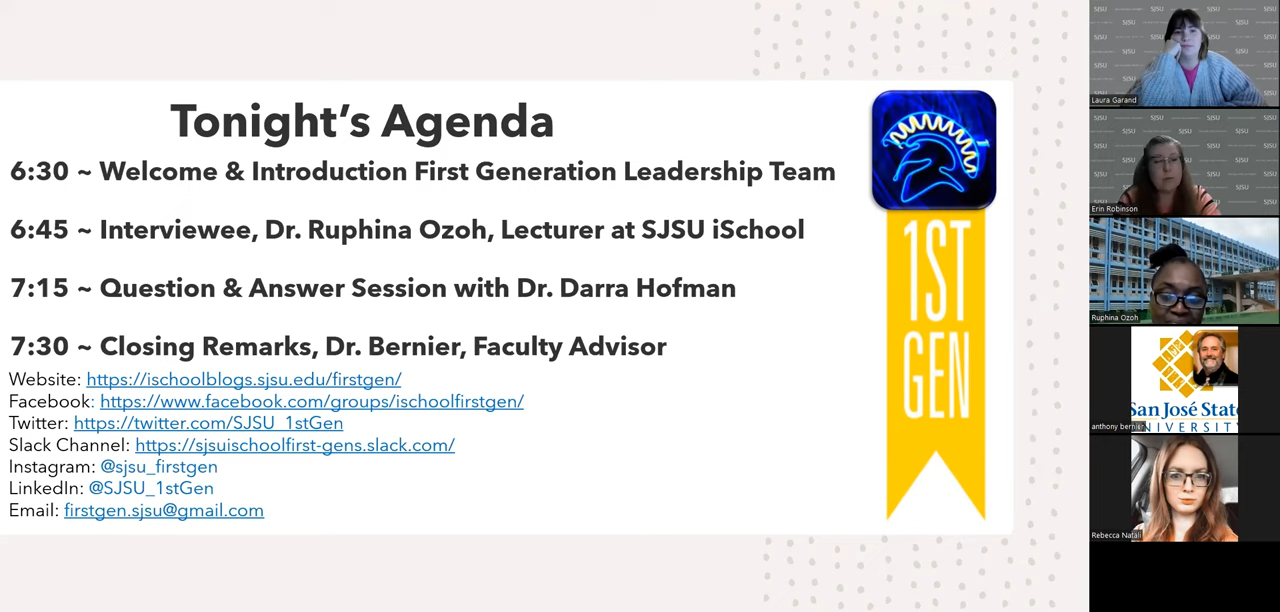 Tonight's Agenda
6:30 ~ Welcome & Introduction First Generation Leadership Team
6:45 ~ Interviewee, Dr. Ruphina Ozoh, Lecturer at SJSU iSchool
7:15 ~ Question & Answer Session with Dr. Darra Hofman
7:30 ~ Closing Remarks, Dr. Bernier, Faculty Advisor
Website: https://ischoolblogs.sjsu.edu/firstgen/
Facebook: https://www.facebook.com/groups/ischoolfirstgen/
Twitter: https://twitter.com/SJSU_1stGen
Slack Channel: https://sjsuischoolfirst-gens.slack.com/
Instagram: @sjsu_firstgen
LinkedIn: @SJSU_1stGen
Email: firstgen.sjsu@gmail.com
1ST
GEN
SJSU
Laura Garand
SJSU
Erin Robinson
Ruphina Ozoh
San José State
UNIVERSITY
anthony bernier
Rebecca Natali